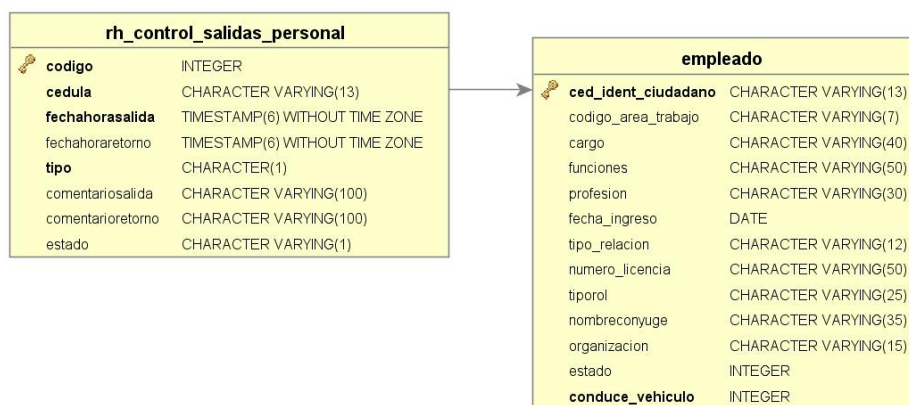 rh_control_salidas_personal
codigo INTEGER
cedula CHARACTER VARYING(13)
fechahorasalida TIMESTAMP(6) WITHOUT TIME ZONE
fechahoraretorno TIMESTAMP(6) WITHOUT TIME ZONE
tipo CHARACTER(1)
comentariosalida CHARACTER VARYING(100)
comentarioretorno CHARACTER VARYING(100)
estado CHARACTER VARYING(1)
empleado
ced_ident_ciudadano CHARACTER VARYING(13)
codigo_area_trabajo CHARACTER VARYING(7)
cargo CHARACTER VARYING(40)
funciones CHARACTER VARYING(50)
profesion CHARACTER VARYING(30)
fecha_ingreso DATE
tipo_relacion CHARACTER VARYING(12)
numero_licencia CHARACTER VARYING(50)
tiporol CHARACTER VARYING(25)
nombreconyuge CHARACTER VARYING(35)
organizacion CHARACTER VARYING(15)
estado INTEGER
conduce_vehiculo INTEGER